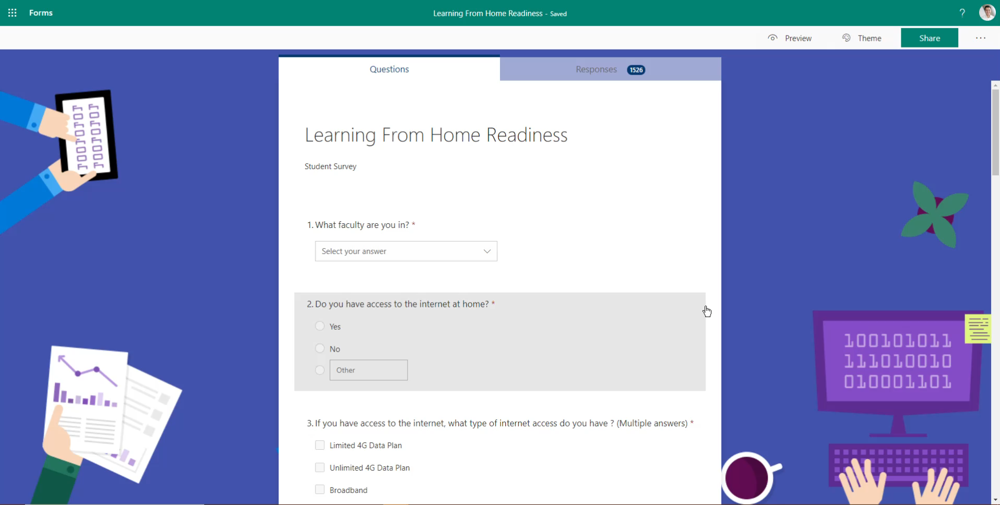 Forms
Learning From Home Readiness - Saved
?
Preview
Theme
Share
...
Questions
Responses 1526
Learning From Home Readiness
Student Survey
1. What faculty are you in? *
Select your answer
2. Do you have access to the internet at home? *
Yes
No
Other
3. If you have access to the internet, what type of internet access do you have ? (Multiple answers) *
Limited 4G Data Plan
Unlimited 4G Data Plan
Broadband
100101011
111010010
010001101